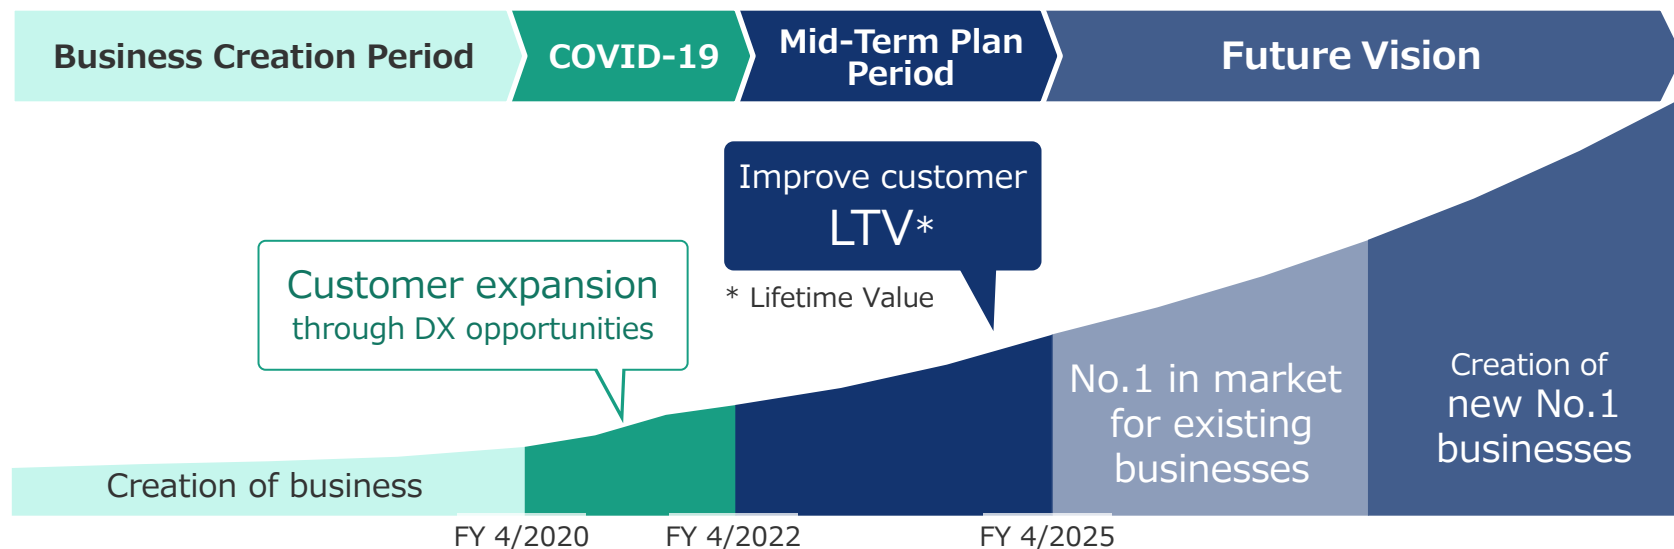 Business Creation Period
COVID-19
Mid-Term Plan
Period
Future Vision
Improve customer
LTV*
* Lifetime Value
Customer expansion
through DX opportunities
Creation of business
No.1 in market
for existing
businesses
Creation of
new No.1
businesses
FY 4/2020
FY 4/2022
FY 4/2025